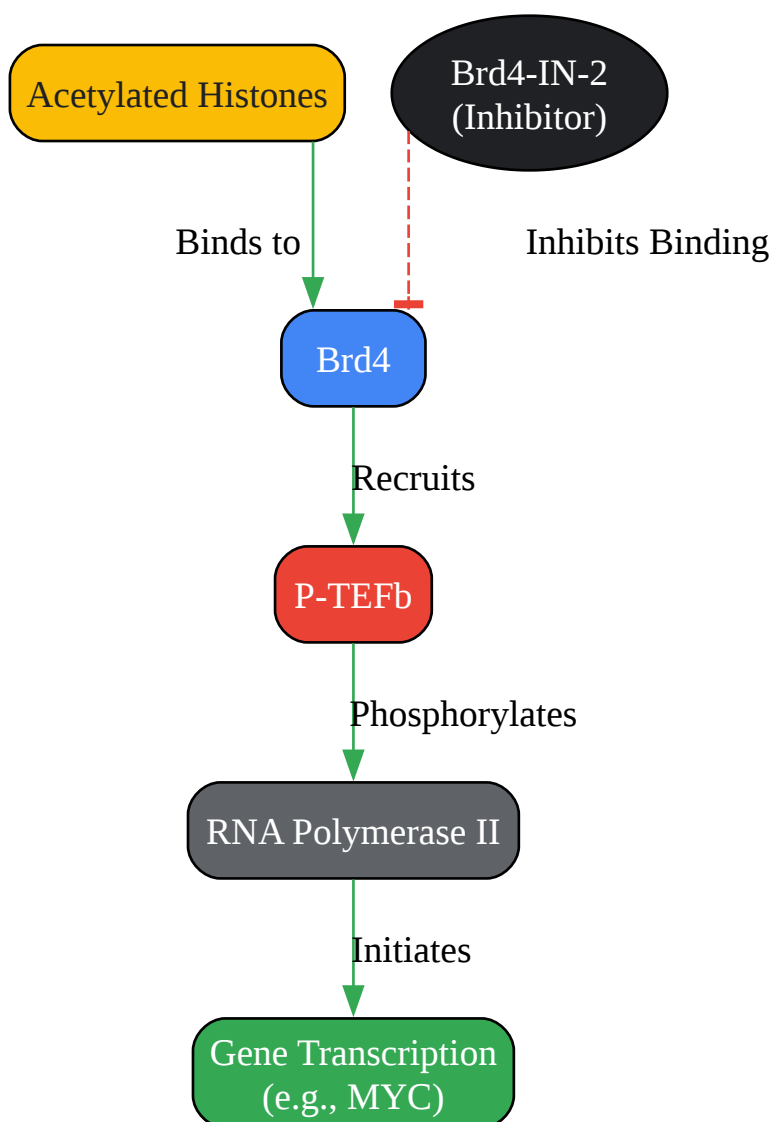 Acetylated Histones
Brd4-IN-2
(Inhibitor)
Binds to
Inhibits Binding
Brd4
Recruits
P-TEFb
Phosphorylates
RNA Polymerase II
Initiates
Gene Transcription
(e.g., MYC)